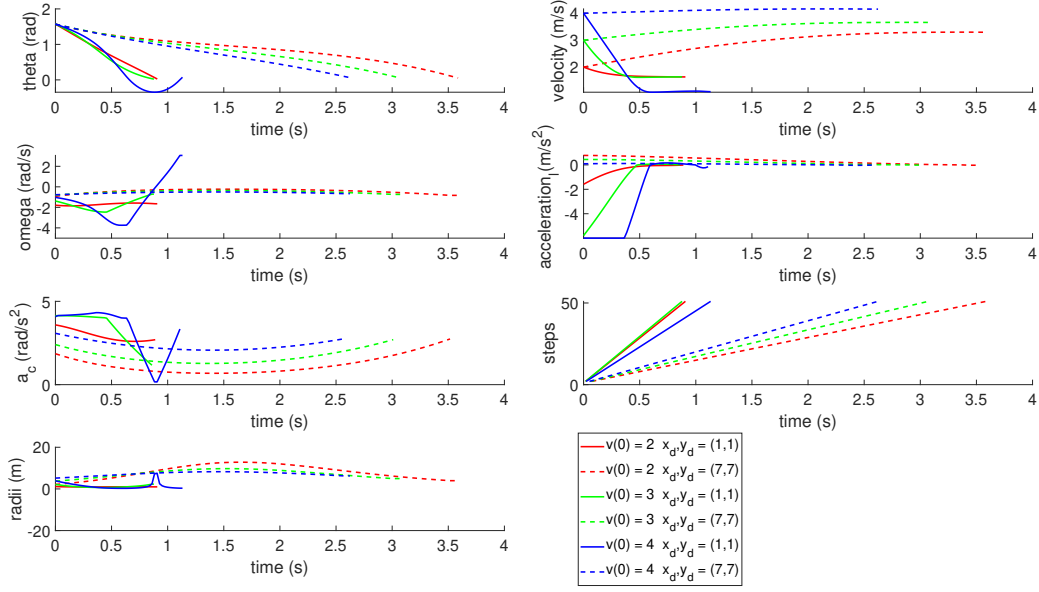 theta (rad)
2
1
0
0 0.5 1 1.5 2 2.5 3 3.5 4
time (s)
velocity (m/s)
4
3
2
0 0.5 1 1.5 2 2.5 3 3.5 4
time (s)
omega (rad/s)
2
0
-2
-4
0 0.5 1 1.5 2 2.5 3 3.5 4
time (s)
acceleration_l(m/s^2)
0
-2
-4
0 0.5 1 1.5 2 2.5 3 3.5 4
time (s)
a_c (rad/s^2)
5
0
0 0.5 1 1.5 2 2.5 3 3.5 4
time (s)
steps
50
0
0 0.5 1 1.5 2 2.5 3 3.5 4
time (s)
radii (m)
20
0
-20
0 0.5 1 1.5 2 2.5 3 3.5 4
time (s)
v(0) = 2 x_d,y_d = (1,1)
v(0) = 2 x_d,y_d = (7,7)
v(0) = 3 x_d,y_d = (1,1)
v(0) = 3 x_d,y_d = (7,7)
v(0) = 4 x_d,y_d = (1,1)
v(0) = 4 x_d,y_d = (7,7)